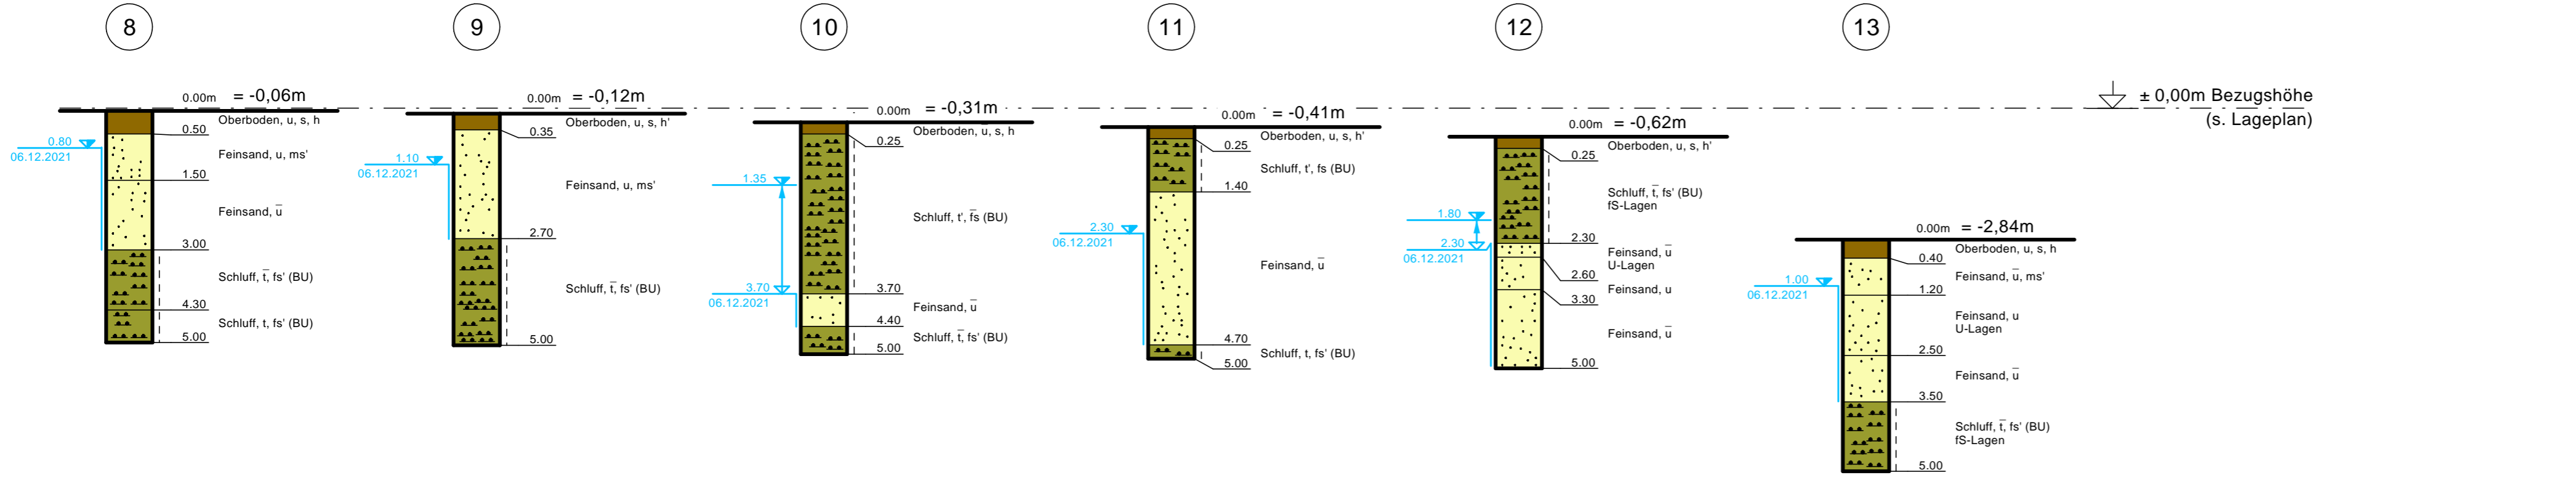 8
0.00m = -0,06m
Oberboden, u, s, h
0.50
0.80
06.12.2021
Feinsand, u, ms'
1.50
Feinsand, u̅
3.00
Schluff, t̅, fs' (BU)
4.30
Schluff, t, fs' (BU)
5.00
9
0.00m = -0,12m
Oberboden, u, s, h'
0.35
1.10
06.12.2021
Feinsand, u, ms'
2.70
Schluff, t̅, fs' (BU)
5.00
10
0.00m = -0,31m
Oberboden, u, s, h
0.25
1.35
Schluff, t', f̅s (BU)
3.70
06.12.2021
3.70
Feinsand, u̅
4.40
Schluff, t̅, fs' (BU)
5.00
11
0.00m = -0,41m
Oberboden, u, s, h'
0.25
Schluff, t', fs (BU)
1.40
2.30
06.12.2021
Feinsand, u̅
4.70
Schluff, t, fs' (BU)
5.00
12
0.00m = -0,62m
Oberboden, u, s, h'
0.25
Schluff, t̅, fs' (BU)
fS-Lagen
1.80
2.30
06.12.2021
2.30
Feinsand, u̅
U-Lagen
2.60
Feinsand, u
3.30
Feinsand, u̅
5.00
13
0.00m = -2,84m
Oberboden, u, s, h
0.40
Feinsand, u̅, ms'
1.00
06.12.2021
1.20
Feinsand, u
U-Lagen
2.50
Feinsand, u̅
3.50
Schluff, t̅, fs' (BU)
fS-Lagen
5.00
± 0,00m Bezugshöhe
(s. Lageplan)